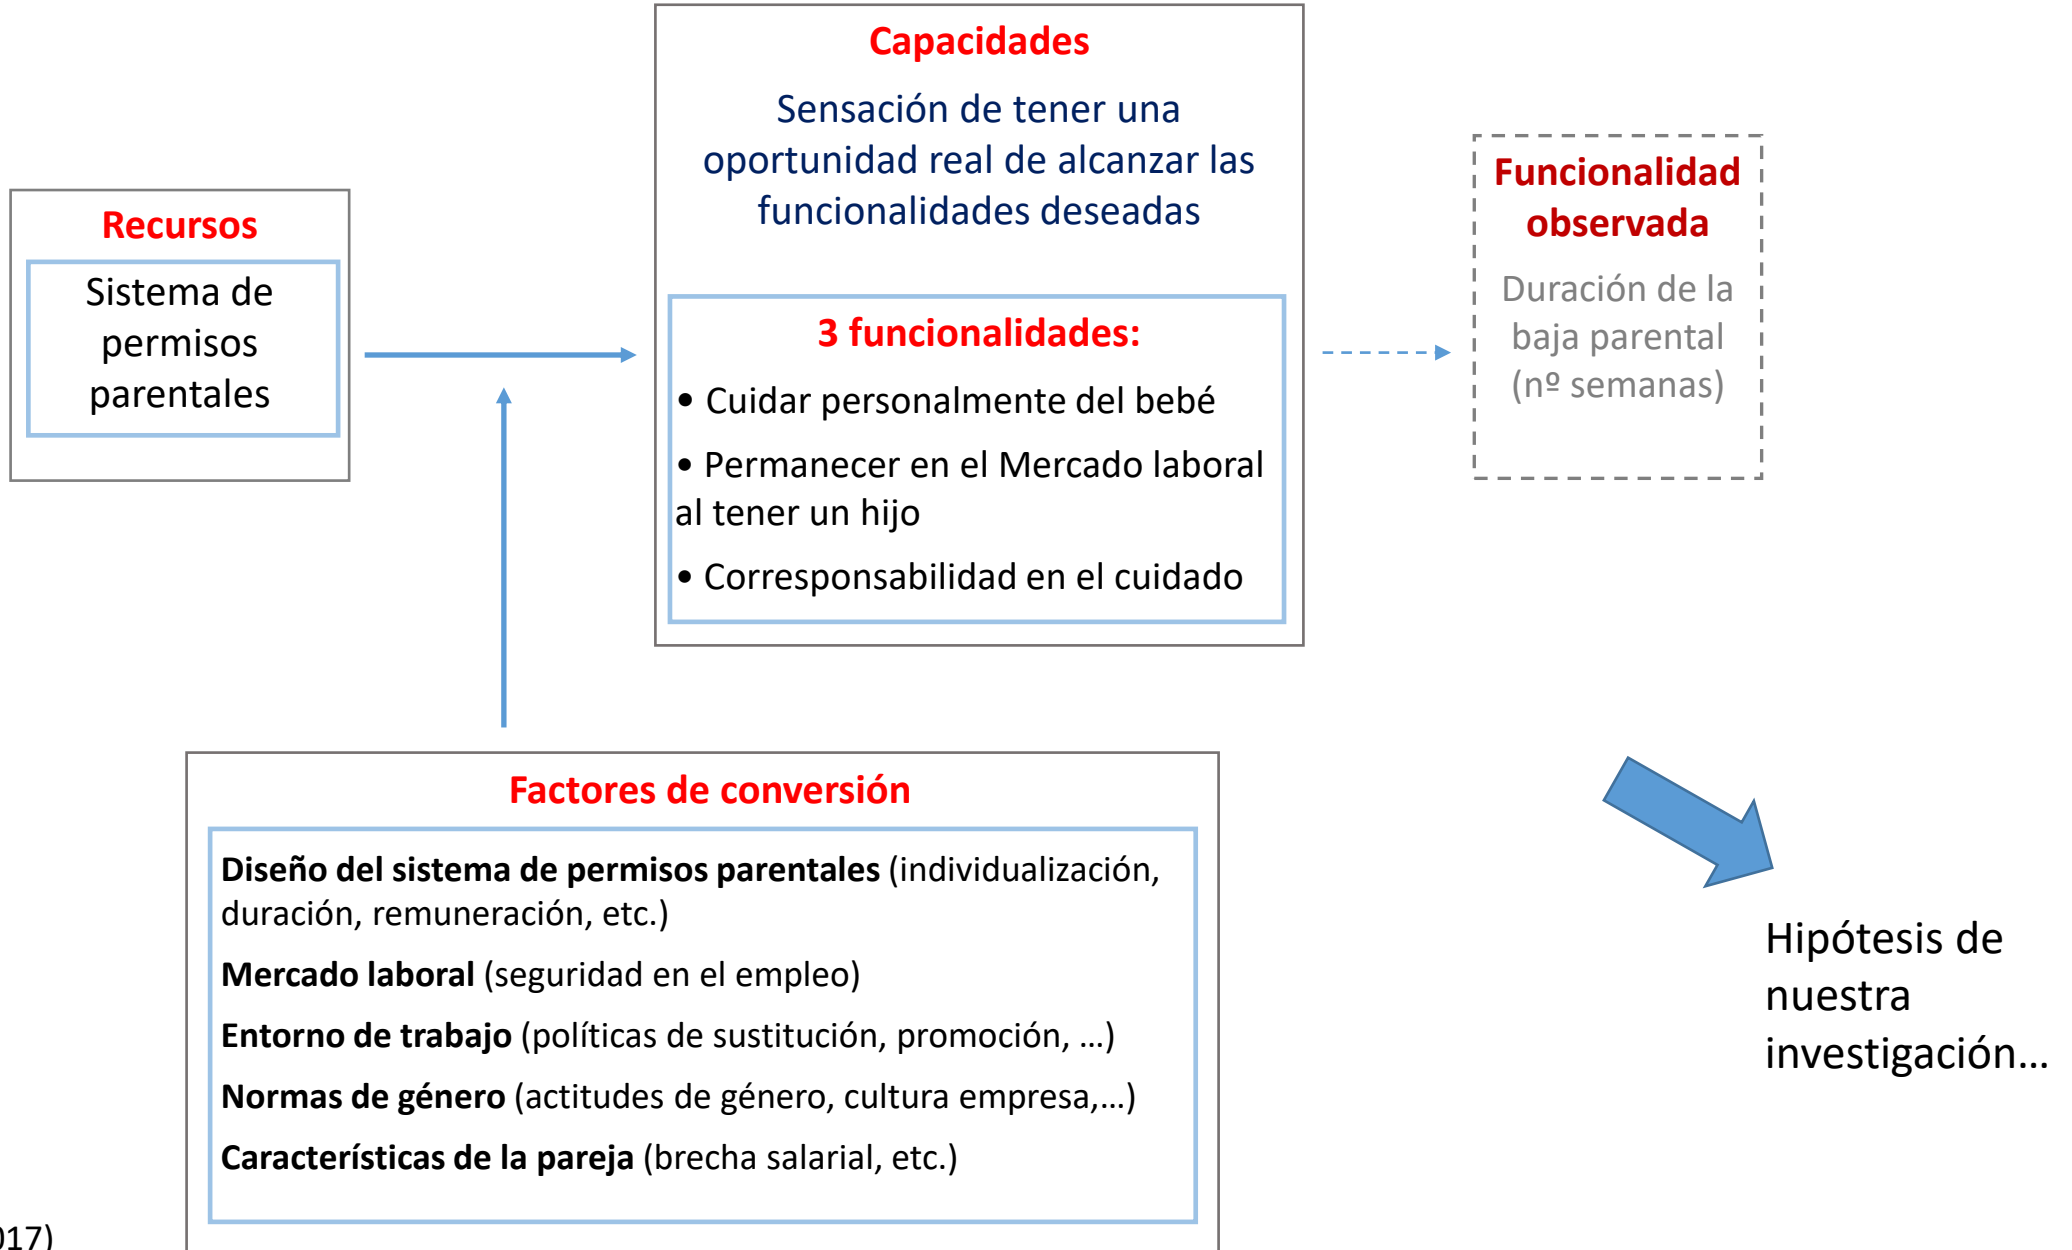 Recursos
Sistema de
permisos
parentales
Capacidades
Sensación de tener una
oportunidad real de alcanzar las
funcionalidades deseadas
3 funcionalidades:
• Cuidar personalmente del bebé
• Permanecer en el Mercado laboral
al tener un hijo
• Corresponsabilidad en el cuidado
Funcionalidad
observada
Duración de la
baja parental
(nº semanas)
Factores de conversión
Diseño del sistema de permisos parentales (individualización,
duración, remuneración, etc.)
Mercado laboral (seguridad en el empleo)
Entorno de trabajo (políticas de sustitución, promoción, …)
Normas de género (actitudes de género, cultura empresa,…)
Características de la pareja (brecha salarial, etc.)
Hipótesis de
nuestra
investigación…
017)